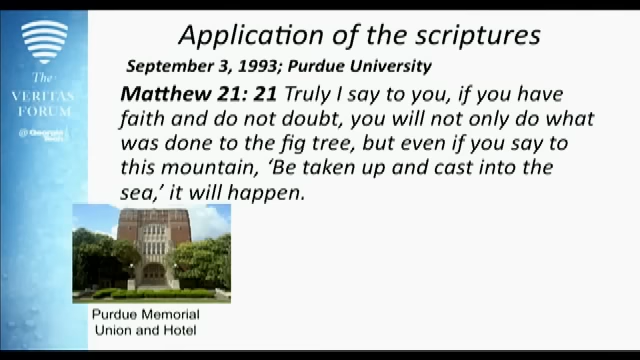 Application of the scriptures
September 3, 1993; Purdue University
Matthew 21: 21 Truly I say to you, if you have
faith and do not doubt, you will not only do what
was done to the fig tree, but even if you say to
this mountain, ‘Be taken up and cast into the
sea,’ it will happen.
The
VERITAS
FORUM
@Georgia
Tech
Purdue Memorial
Union and Hotel